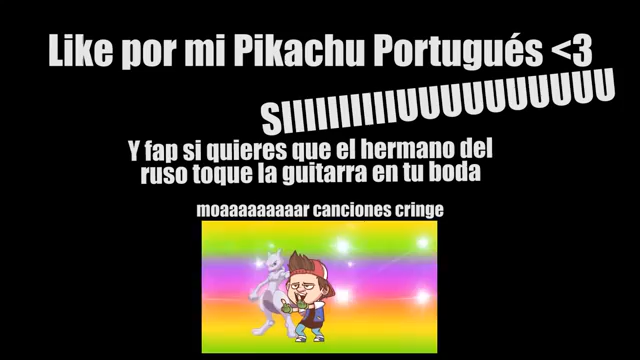 Like por mi Pikachu Portugués <3
SIIIIIIIIIIUUUUUUUUUU
Y fap si quieres que el hermano del
ruso toque la guitarra en tu boda
moaaaaaaaaar canciones cringe